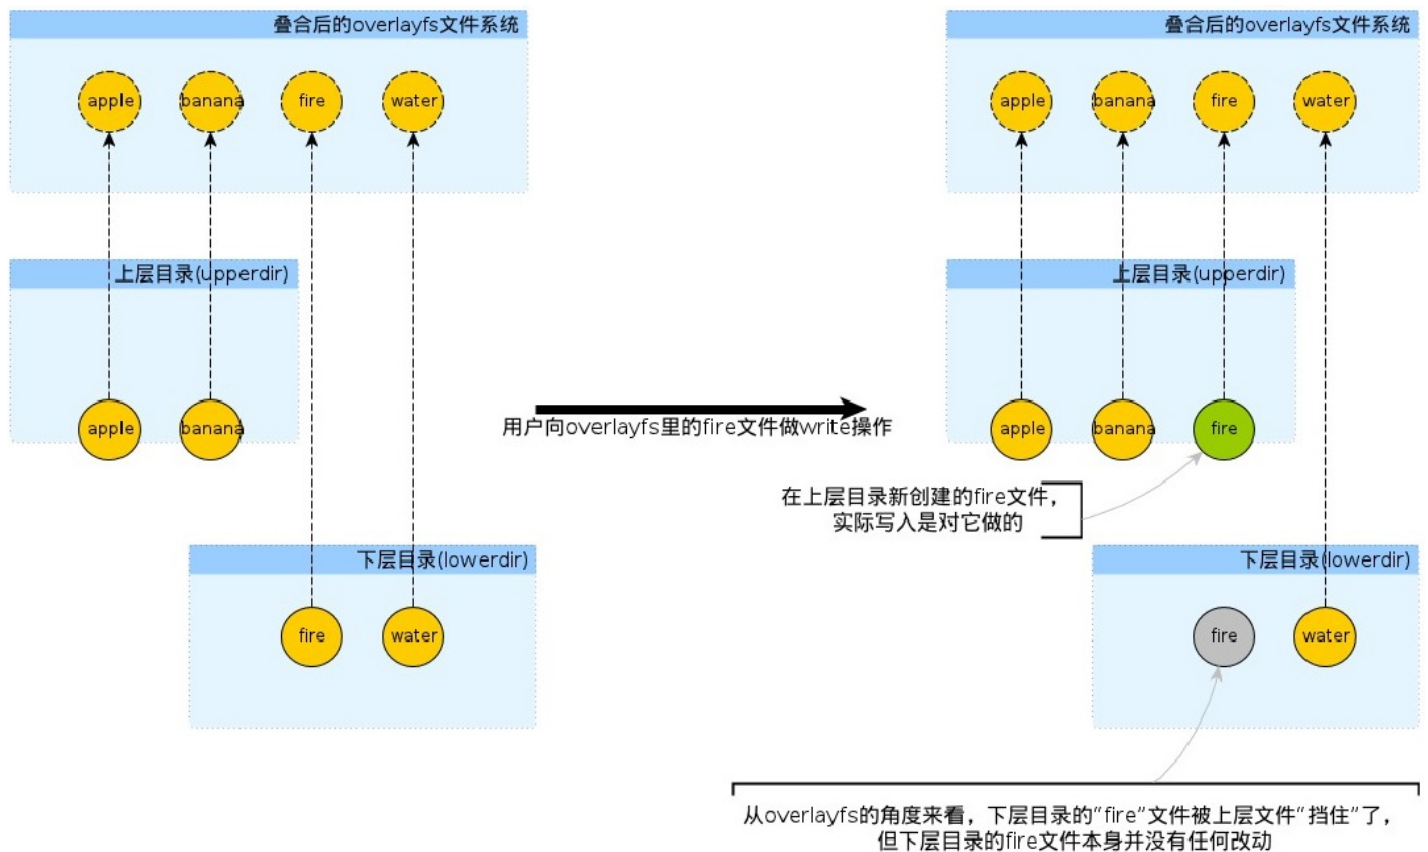 叠合后的overlayfs文件系统
apple banana fire water
上层目录(upperdir)
apple banana
下层目录(lowerdir)
fire water
用户向overlayfs里的fire文件做write操作
叠合后的overlayfs文件系统
apple banana fire water
上层目录(upperdir)
apple banana fire
在上层目录新创建的fire文件，
实际写入是对它做的
下层目录(lowerdir)
fire water
从overlayfs的角度来看，下层目录的“fire”文件被上层文件“挡住”了，
但下层目录的fire文件本身并没有任何改动